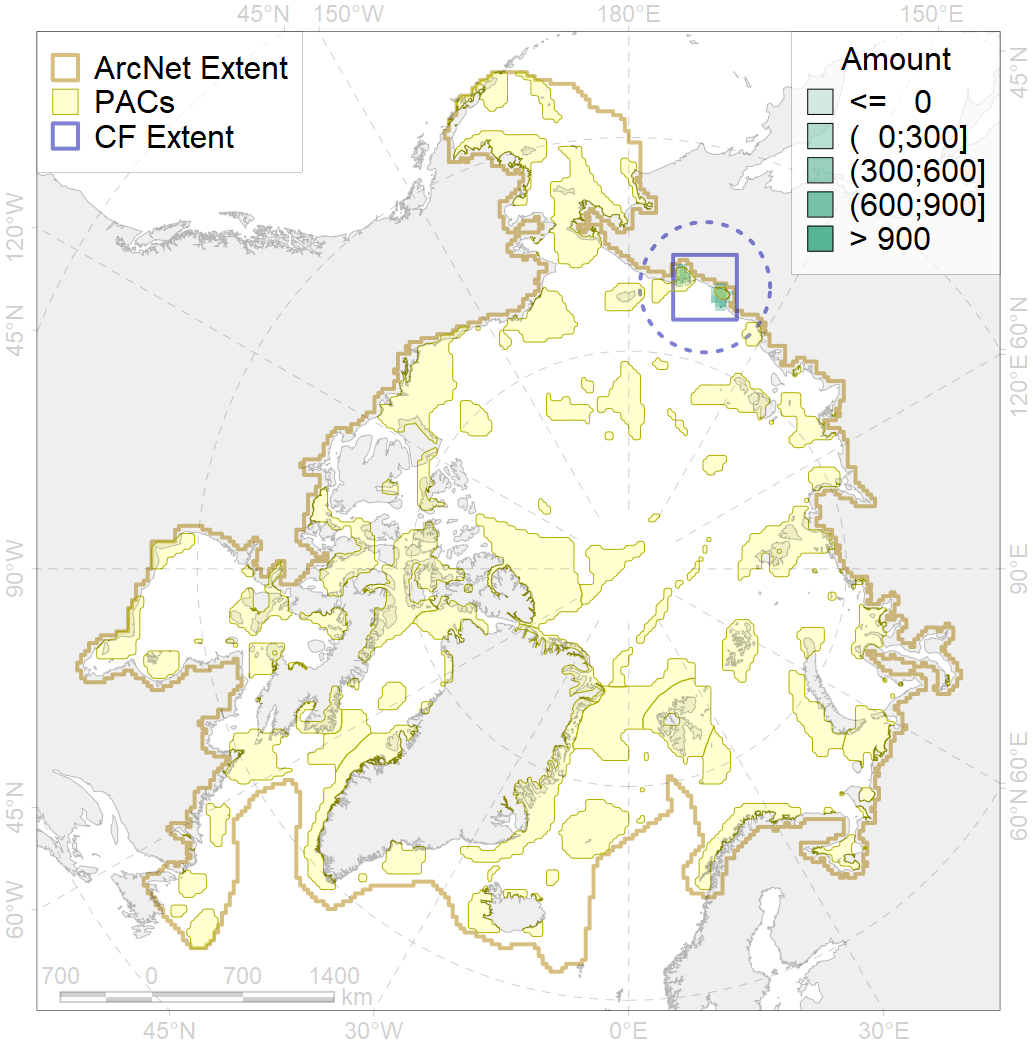 45°N 150°W 180°E 150°E
ArcNet Extent
PACs
CF Extent
Amount
<= 0
( 0;300]
(300;600]
(600;900]
> 900
45°N
120°W
60°N
45°N
120°E
90°W
90°E
60°E
45°N
60°N
60°W
700 0 700 1400
km
45°N 30°W 0°E 30°E